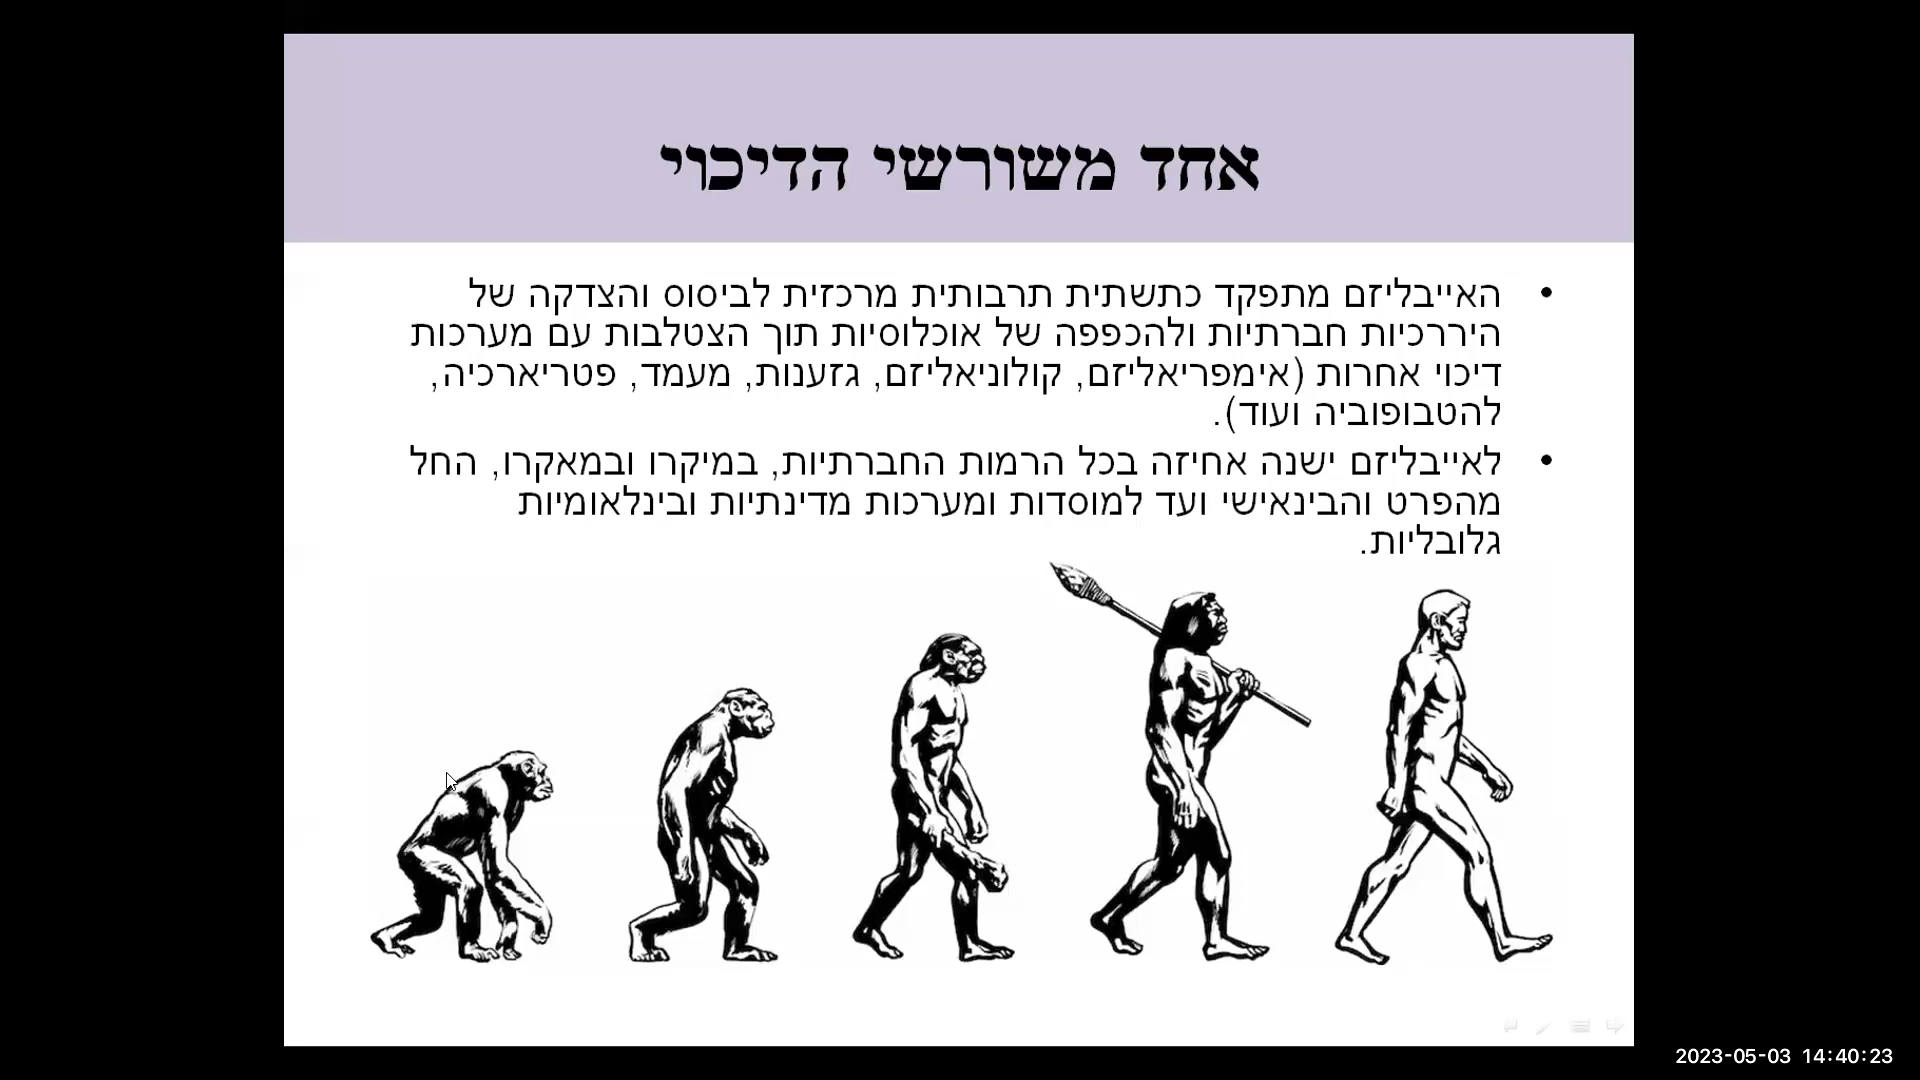 אחד משורשי הדיכוי
• האייבליזם מתפקד כתשתית תרבותית מרכזית לביסוס והצדקה של
היררכיות חברתיות ולהכפפה של אוכלוסיות תוך הצטלבות עם מערכות
דיכוי אחרות (אימפריאליזם, קולוניאליזם, גזענות, מעמד, פטריארכיה,
להטבופוביה ועוד).
• לאייבליזם ישנה אחיזה בכל הרמות החברתיות, במיקרו ובמאקרו, החל
מהפרט והבינאישי ועד למוסדות ומערכות מדינתיות ובינלאומיות
גלובליות.
2023-05-03 14:40:23